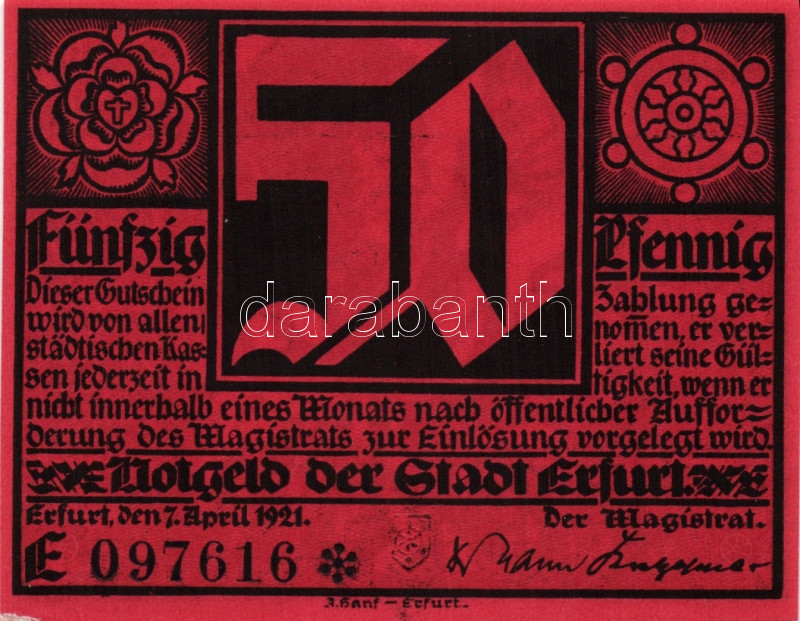 50
Fünfzig Pfennig
Dieser Gutschein
wird von allen
städtischen Kas=
sen jederzeit in
Zahlung ge=
nom̄en, er ver=
liert seine Gül=
tigkeit, wenn er
nicht innerhalb eines Monats nach öffentlicher Auffor=
derung des Magistrats zur Einlösung vorgelegt wird.
Notgeld der Stadt Erfurt.
Erfurt, den 7. April 1921. Der Magistrat.
E 097616
J. Hanf – Erfurt.
darabanth